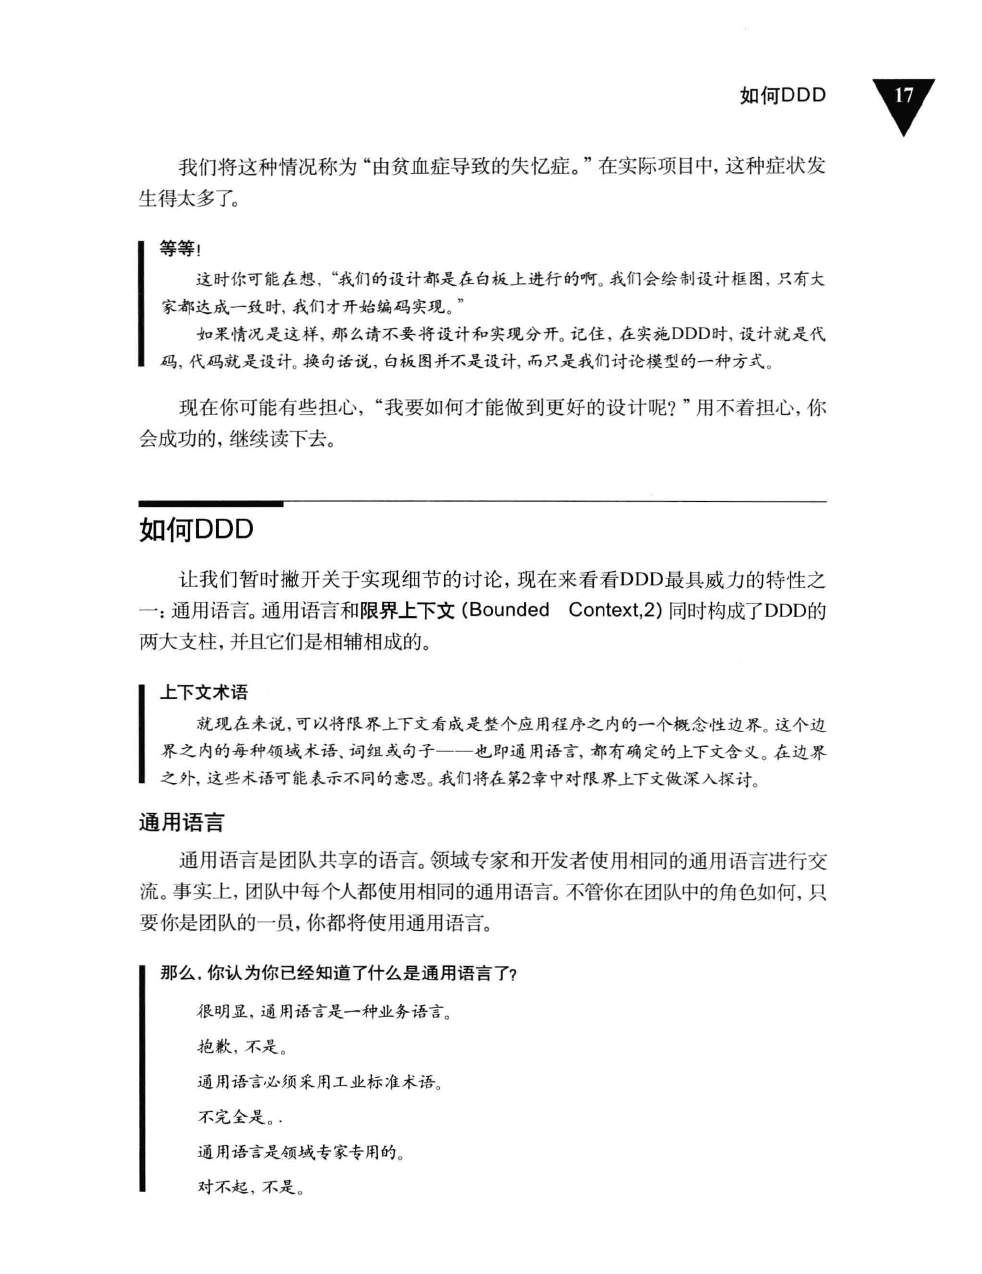 如何DDD
17
我们将这种情况称为“由贫血症导致的失忆症。”在实际项目中，这种症状发
生得太多了。
等等!
这时你可能在想，“我们的设计都是在白板上进行的啊。我们会绘制设计框图，只有大
家都达成一致时，我们才开始编码实现。”
如果情况是这样，那么请不要将设计和实现分开。记住，在实施DDD时，设计就是代
码，代码就是设计。换句话说，白板图并不是设计，而只是我们讨论模型的一种方式。
现在你可能有些担心，“我要如何才能做到更好的设计呢？”用不着担心，你
会成功的，继续读下去。
如何DDD
让我们暂时撇开关于实现细节的讨论，现在来看看DDD最具威力的特性之
一：通用语言。通用语言和限界上下文 (Bounded Context,2) 同时构成了DDD的
两大支柱，并且它们是相辅相成的。
上下文术语
就现在来说，可以将限界上下文看成是整个应用程序之内的一个概念性边界。这个边
界之内的每种领域术语、词组或句子——也即通用语言，都有确定的上下文含义。在边界
之外，这些术语可能表示不同的意思。我们将在第2章中对限界上下文做深入探讨。
通用语言
通用语言是团队共享的语言。领域专家和开发者使用相同的通用语言进行交
流。事实上，团队中每个人都使用相同的通用语言。不管你在团队中的角色如何，只
要你是团队的一员，你都将使用通用语言。
那么，你认为你已经知道了什么是通用语言了？
很明显，通用语言是一种业务语言。
抱歉，不是。
通用语言必须采用工业标准术语。
不完全是。.
通用语言是领域专家专用的。
对不起，不是。